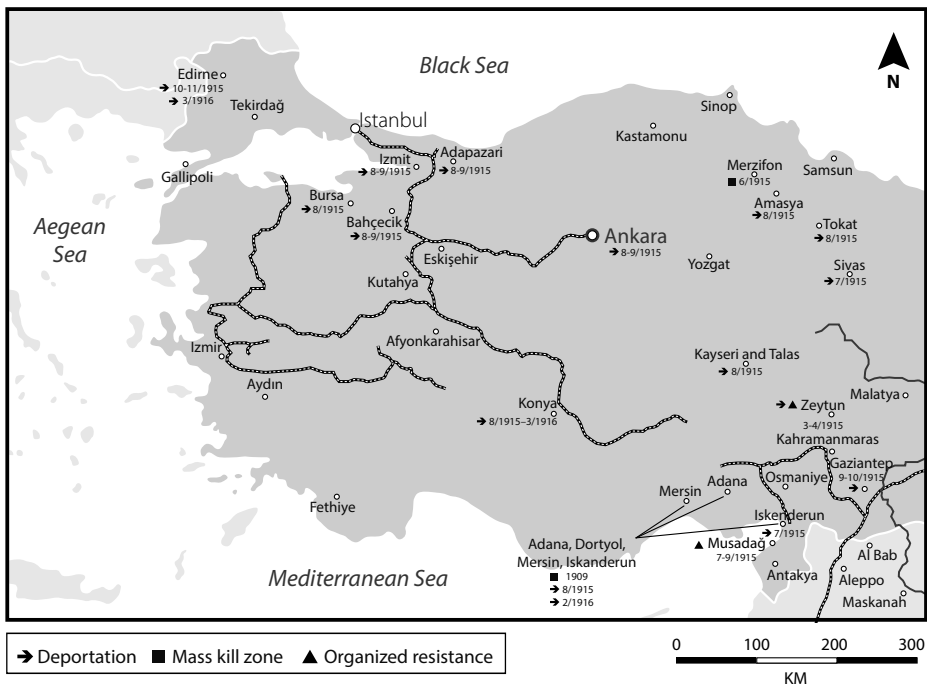 Black Sea
N
Edirne
10-11/1915
3/1916
Tekirdağ
Istanbul
Sinop
Kastamonu
Gallipoli
Izmit
8-9/1915
Adapazari
8-9/1915
Merzifon
6/1915
Samsun
Bursa
8/1915
Bahçecik
8-9/1915
Amasya
8/1915
Tokat
8/1915
Aegean
Sea
Ankara
8-9/1915
Eskişehir
Yozgat
Sivas
7/1915
Kutahya
Izmir
Afyonkarahisar
Kayseri and Talas
8/1915
Aydın
Malatya
Konya
8/1915–3/1916
Zeytun
3-4/1915
Kahramanmaras
Gaziantep
9-10/1915
Fethiye
Mersin
Adana
Osmaniye
Iskenderun
7/1915
Adana, Dortyol,
Mersin, Iskanderun
1909
8/1915
2/1916
Musadağ
7-9/1915
Antakya
Al Bab
Aleppo
Maskanah
Mediterranean Sea
Deportation
Mass kill zone
Organized resistance
0 100 200 300
KM